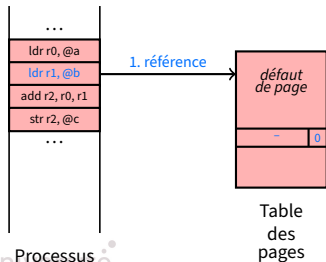 ...
ldr r0, @a
ldr r1, @b
add r2, r0, r1
str r2, @c
...
Processus
1. référence
défaut
de page
– 0
Table
des
pages